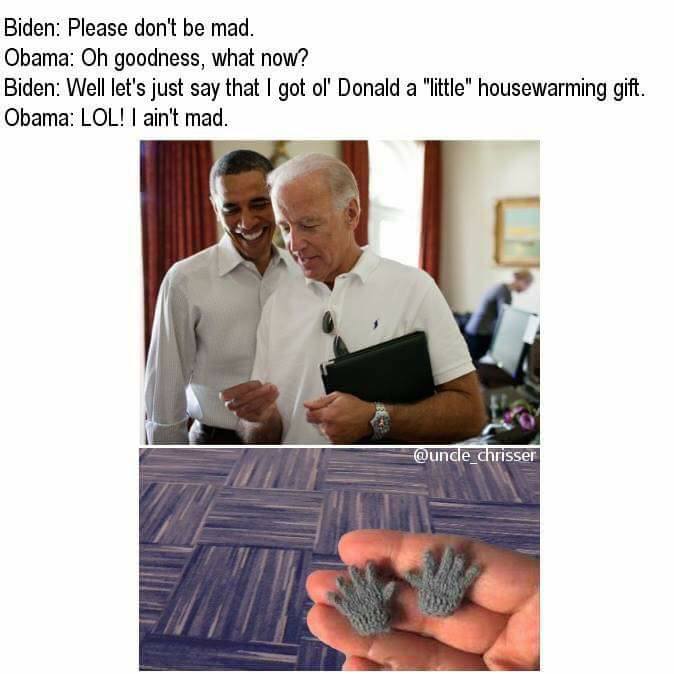 Biden: Please don't be mad.
Obama: Oh goodness, what now?
Biden: Well let's just say that I got ol' Donald a "little" housewarming gift.
Obama: LOL! I ain't mad.
@uncle_chrisser